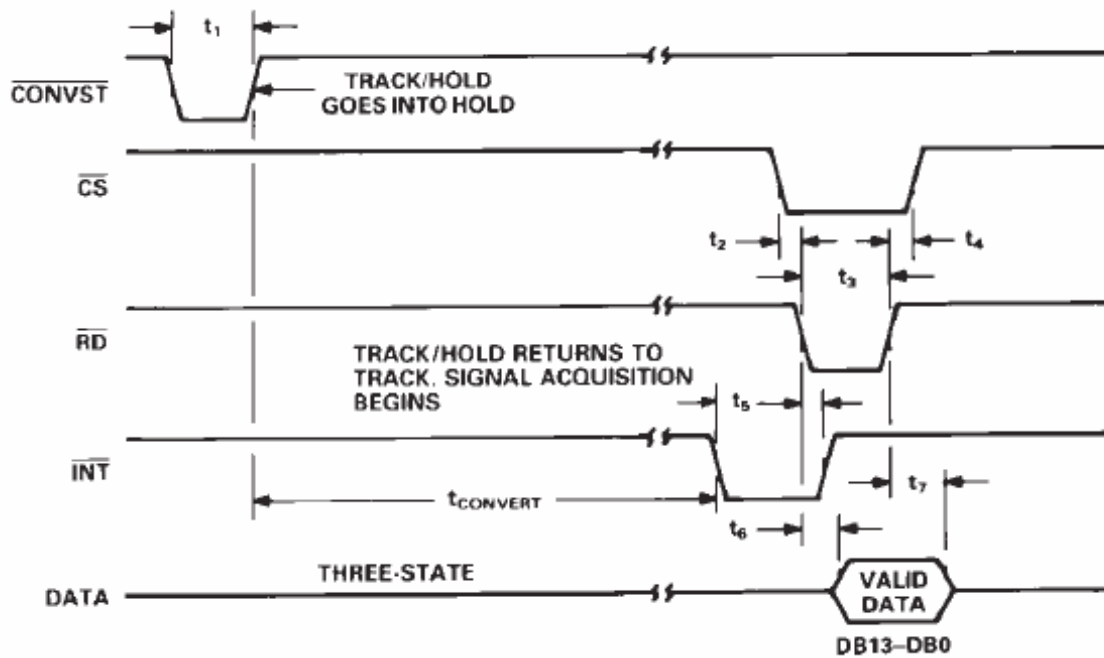 t₁
CONVST
TRACK/HOLD
GOES INTO HOLD
CS
t₂
t₄
t₃
RD
TRACK/HOLD RETURNS TO
TRACK. SIGNAL ACQUISITION
BEGINS
t₅
INT
t₇
tCONVERT
t₆
THREE-STATE
DATA
VALID
DATA
DB13–DB0